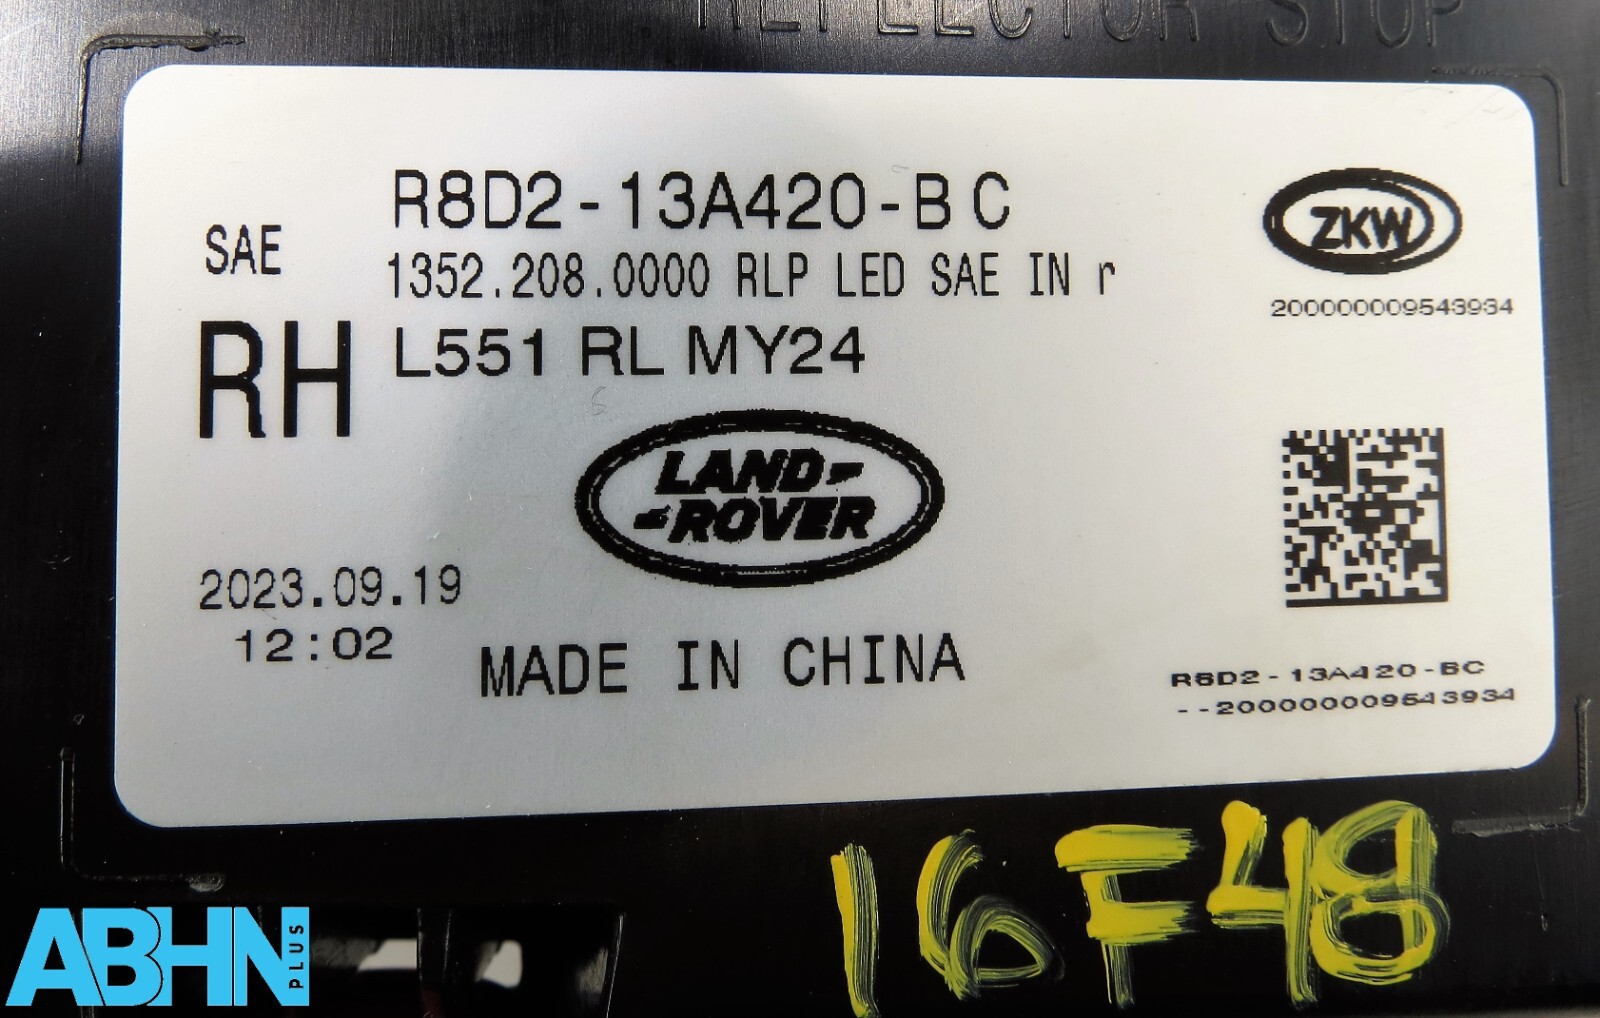 REFLECTOR STOP
R8D2-13A420-BC
SAE
1352.208.0000 RLP LED SAE IN r
RH
L551 RL MY24
ZKW
200000009543934
LAND
ROVER
2023.09.19
12:02
MADE IN CHINA
R8D2-13A420-BC
--200000009543934
16F48
ABHN
PLUS